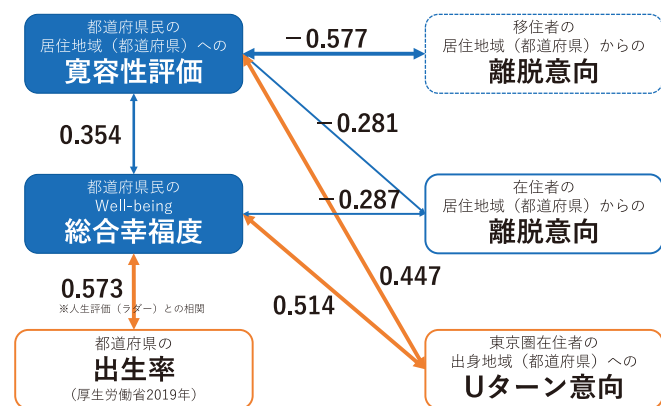 都道府県民の
居住地域（都道府県）への
寛容性評価
－0.577
移住者の
居住地域（都道府県）からの
離脱意向
0.354
－0.281
都道府県民の
Well-being
総合幸福度
－0.287
在住者の
居住地域（都道府県）からの
離脱意向
0.573
※人生評価（ラダー）との相関
0.514
0.447
都道府県の
出生率
(厚生労働省2019年)
東京圏在住者の
出身地域（都道府県）への
Uターン意向